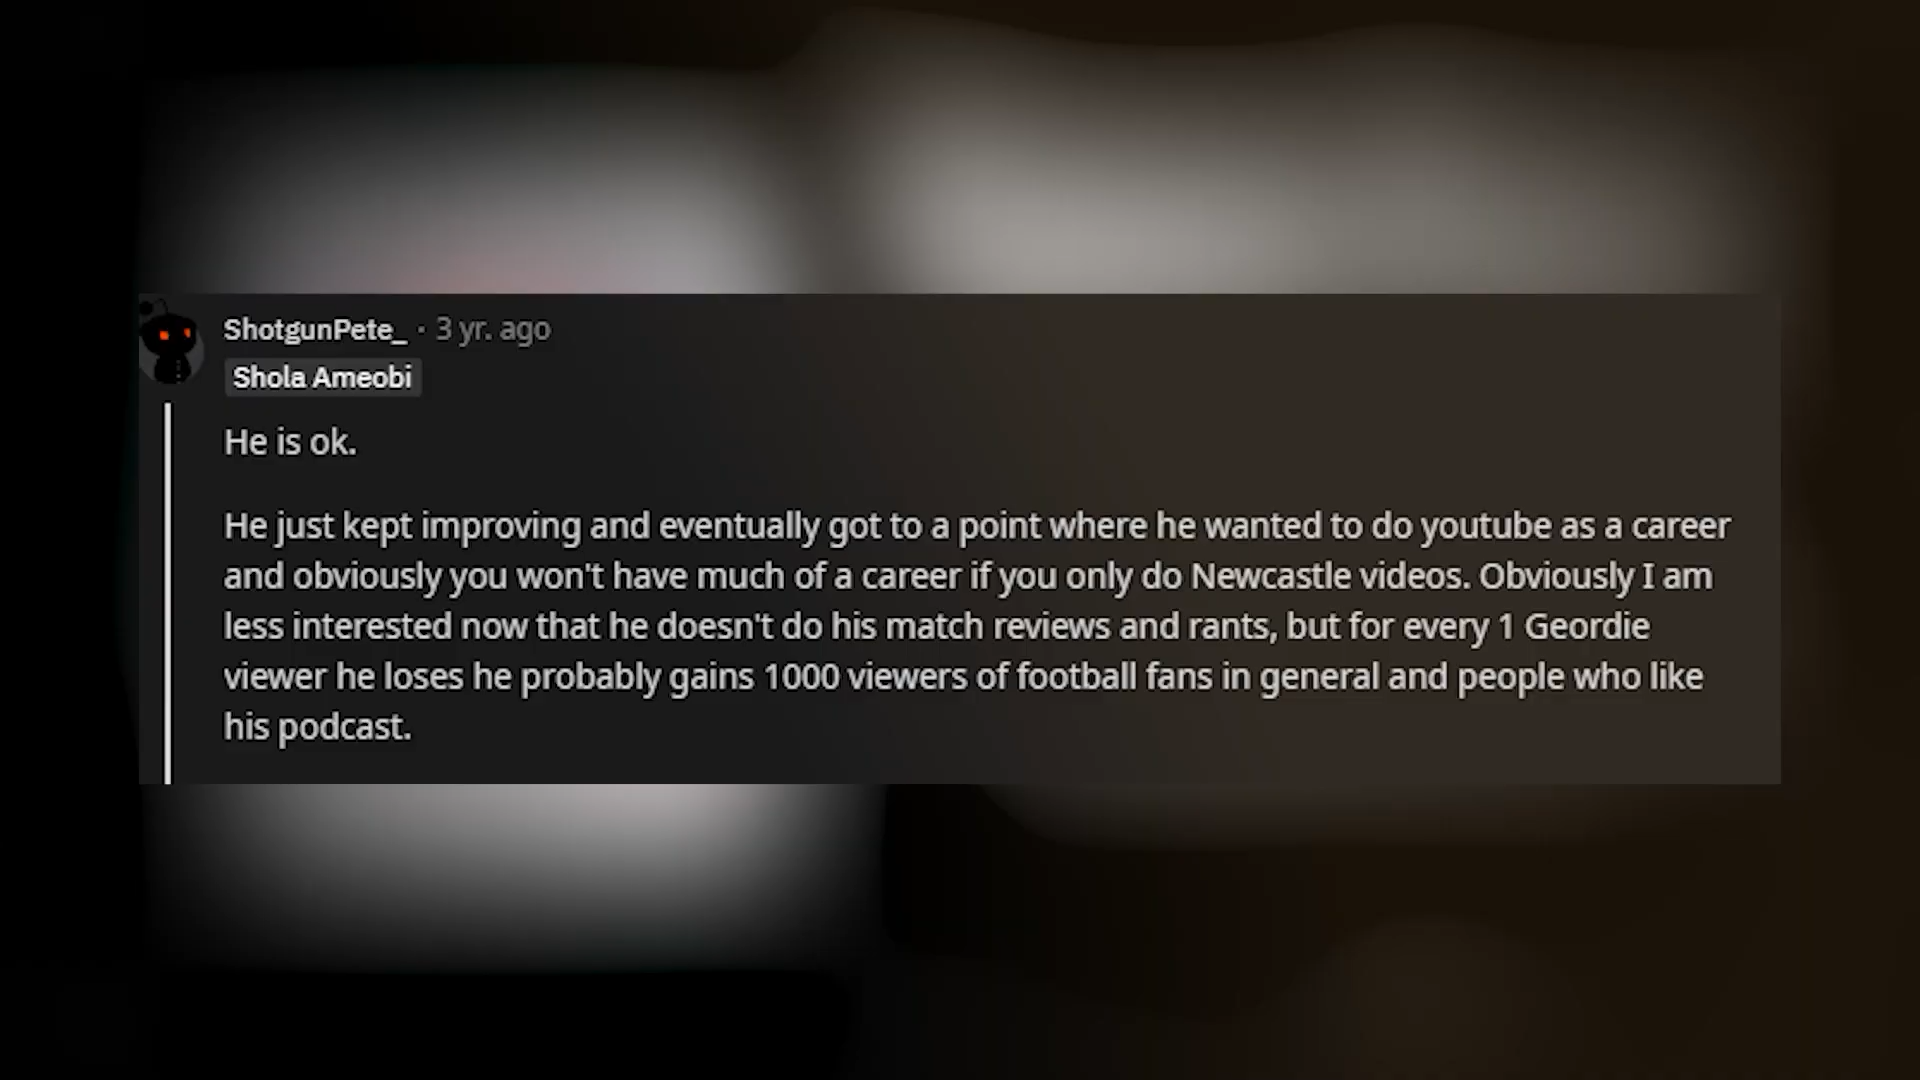 ShotgunPete_ · 3 yr. ago
Shola Ameobi
He is ok.
He just kept improving and eventually got to a point where he wanted to do youtube as a career
and obviously you won't have much of a career if you only do Newcastle videos. Obviously I am
less interested now that he doesn't do his match reviews and rants, but for every 1 Geordie
viewer he loses he probably gains 1000 viewers of football fans in general and people who like
his podcast.